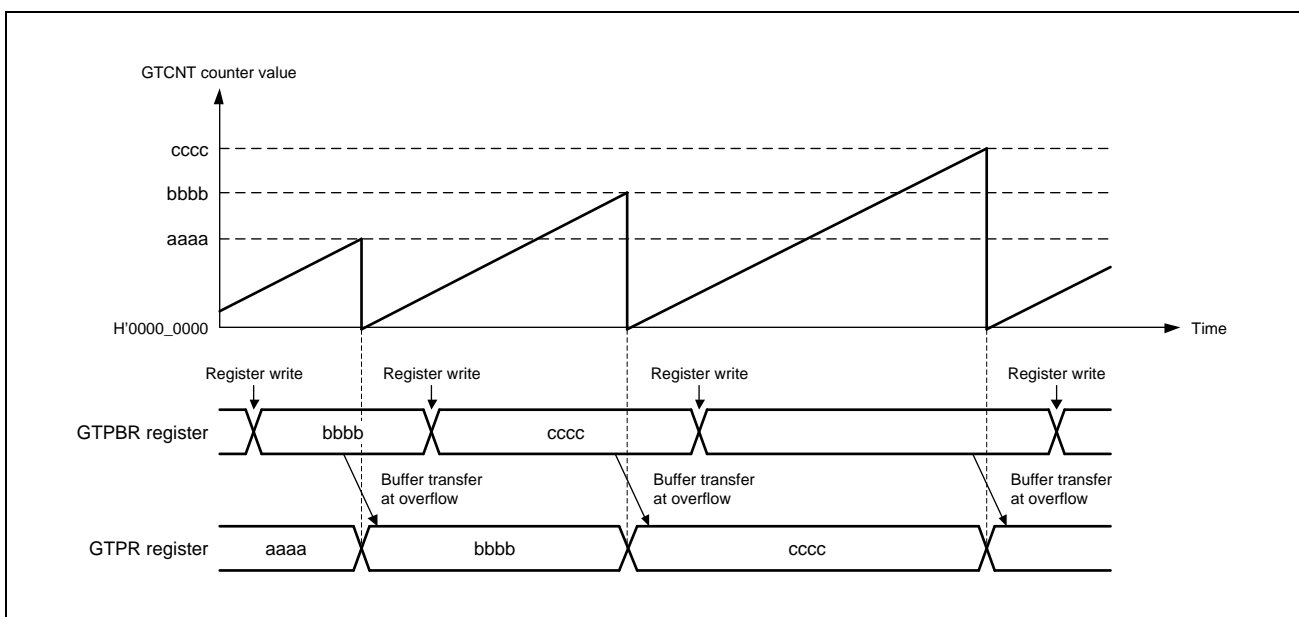 GTCNT counter value
cccc
bbbb
aaaa
H'0000_0000
Time
Register write
Register write
Register write
Register write
GTPBR register
bbbb
cccc
Buffer transfer
at overflow
Buffer transfer
at overflow
Buffer transfer
at overflow
GTPR register
aaaa
bbbb
cccc